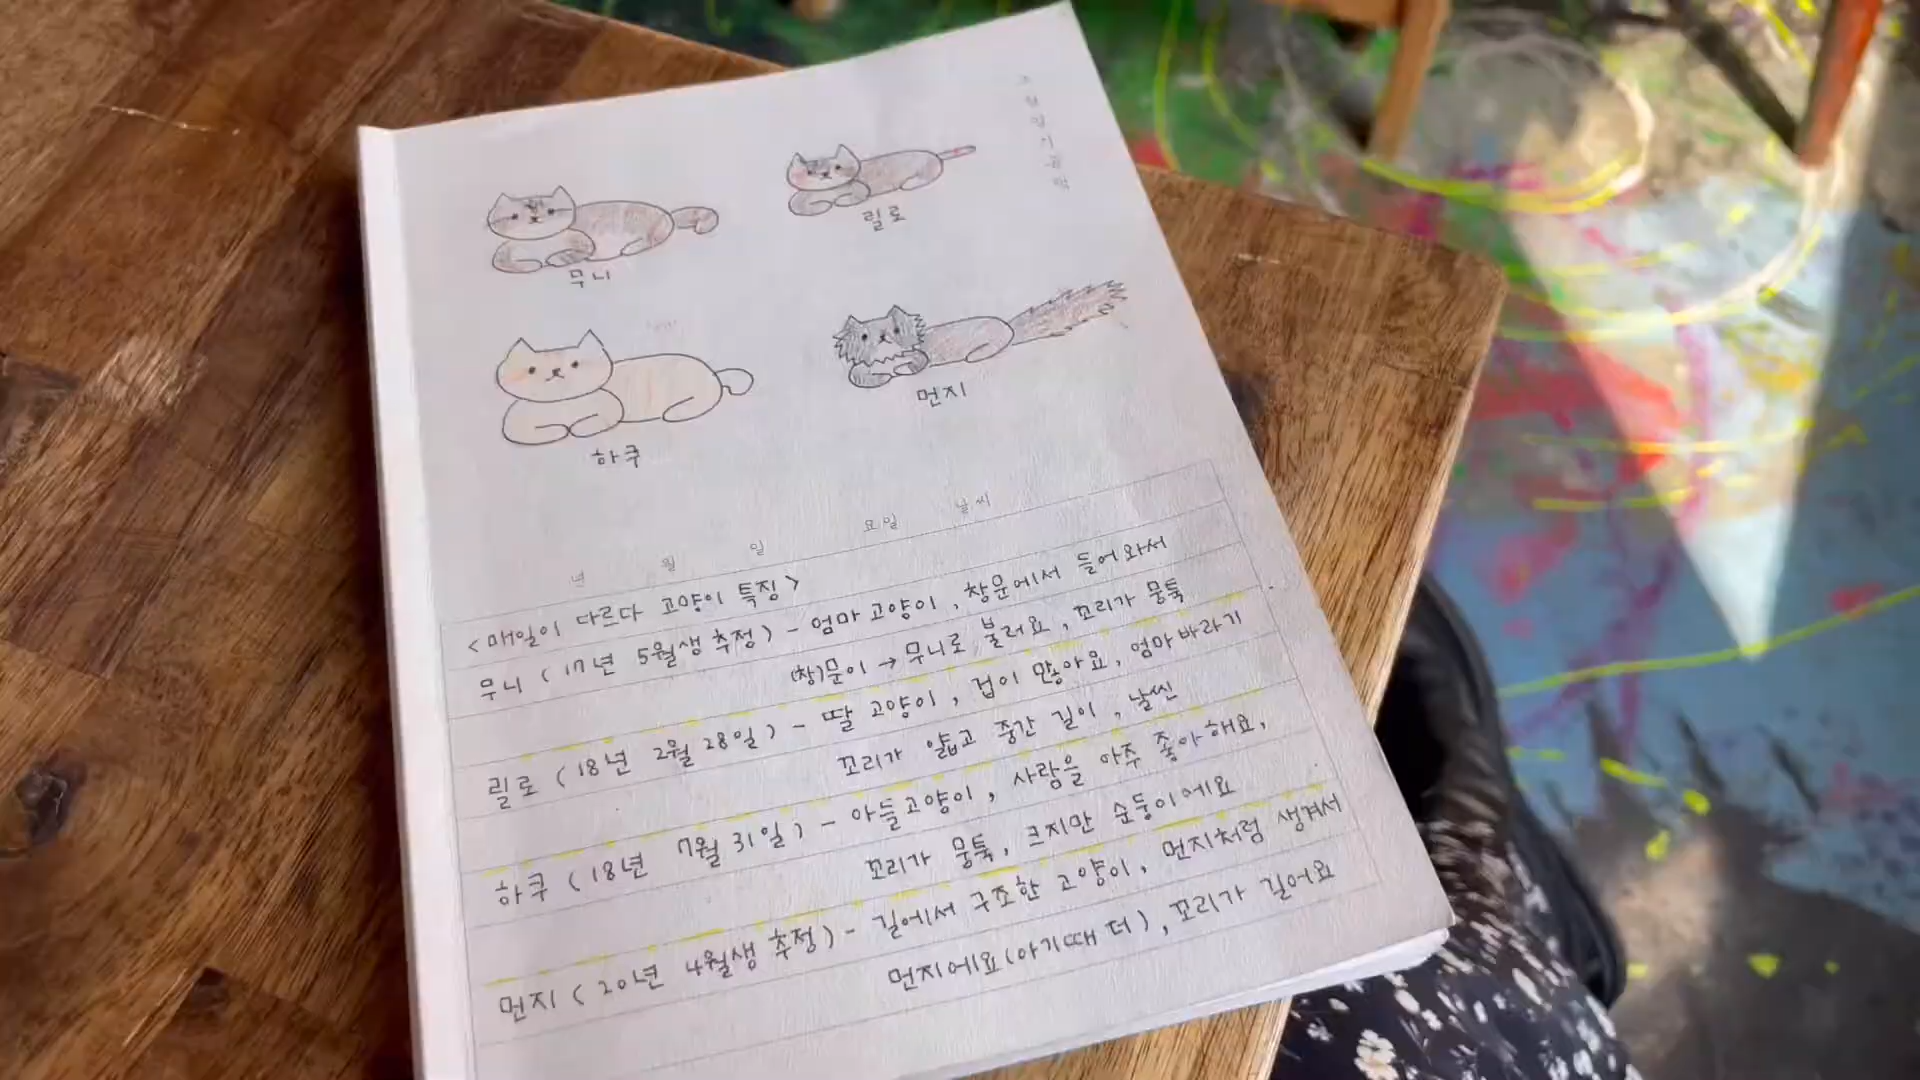 그림일기공책
무니
릴로
하쿠
먼지
년 월 일 요일 날씨
<매일이 다르다 고양이 특징>
무니 (17년 5월생 추정) - 엄마 고양이, 창문에서 들어와서
(창)문이 → 무니로 불러요, 꼬리가 뭉툭
릴로 (18년 2월 28일) - 딸 고양이, 겁이 많아요, 엄마바라기
꼬리가 얇고 중간 길이, 날씬
하쿠 (18년 7월 31일) - 아들고양이, 사람을 아주 좋아해요,
꼬리가 뭉툭, 크지만 순둥이에요
먼지 (20년 4월생 추정) - 길에서 구조한 고양이, 먼지처럼 생겨서
먼지에요(아기때 더), 꼬리가 길어요